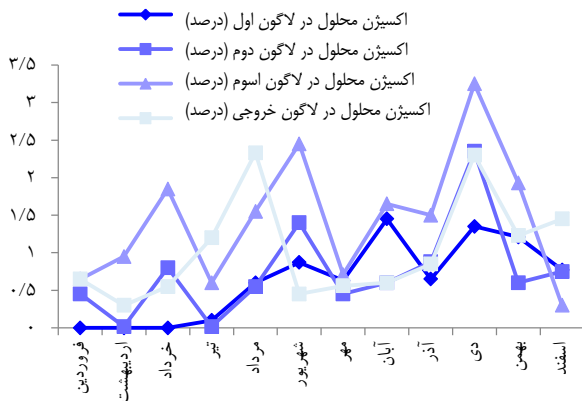 اکسیژن محلول در لاگون اول (درصد)
اکسیژن محلول در لاگون دوم (درصد)
اکسیژن محلول در لاگون اسوم (درصد)
اکسیژن محلول در لاگون خروجی (درصد)
۳/۵
۳
۲/۵
۲
۱/۵
۱
۰/۵
۰
فروردین
اردیبهشت
خرداد
تیر
مرداد
شهریور
مهر
آبان
آذر
دی
بهمن
اسفند